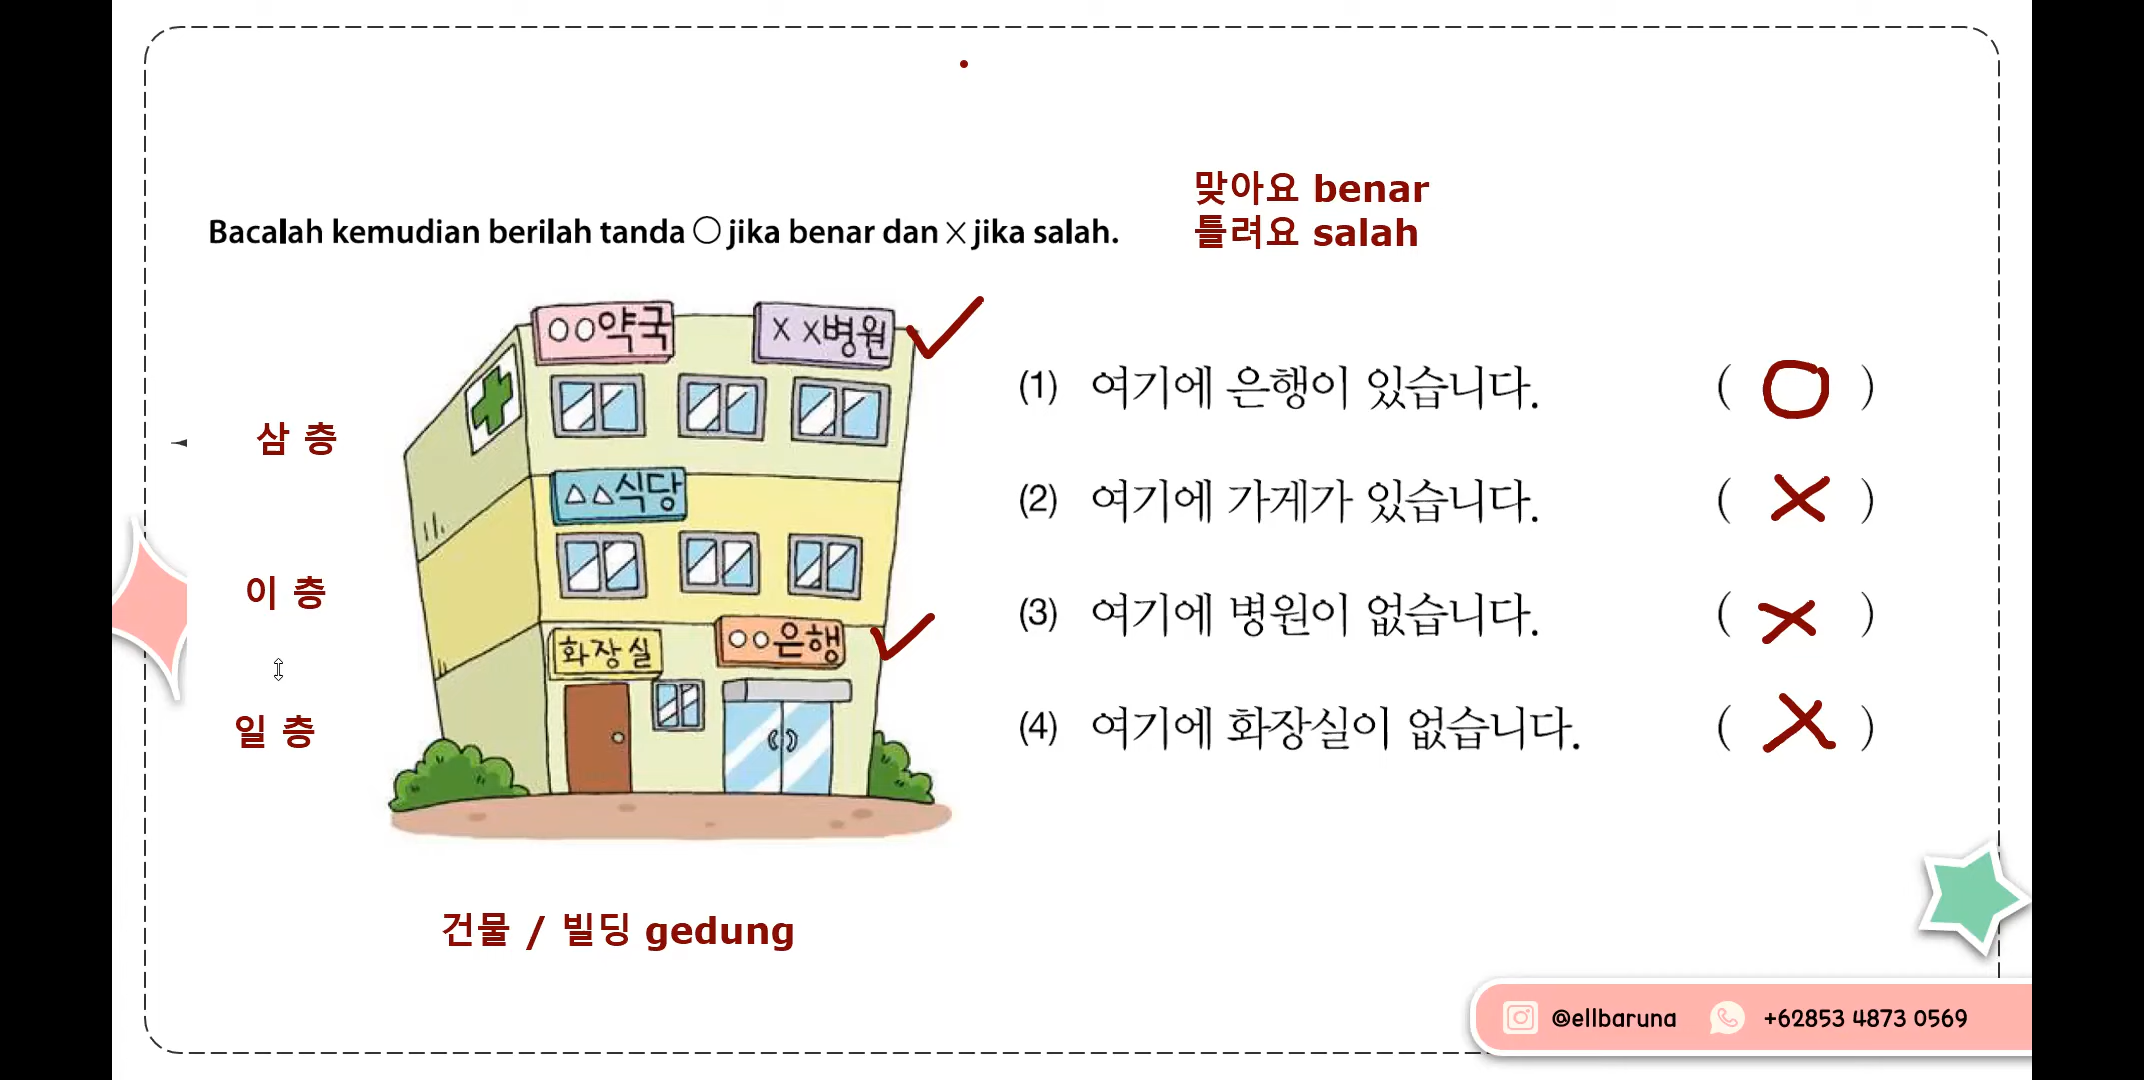 맞아요 benar
틀려요 salah
Bacalah kemudian berilah tanda ○ jika benar dan × jika salah.
○○약국
X X병원
삼 층
△△식당
이 층
화장실
○○은행
일 층
(1) 여기에 은행이 있습니다. ( O )
(2) 여기에 가게가 있습니다. ( X )
(3) 여기에 병원이 없습니다. ( X )
(4) 여기에 화장실이 없습니다. ( X )
건물 / 빌딩 gedung
@ellbaruna +62853 4873 0569